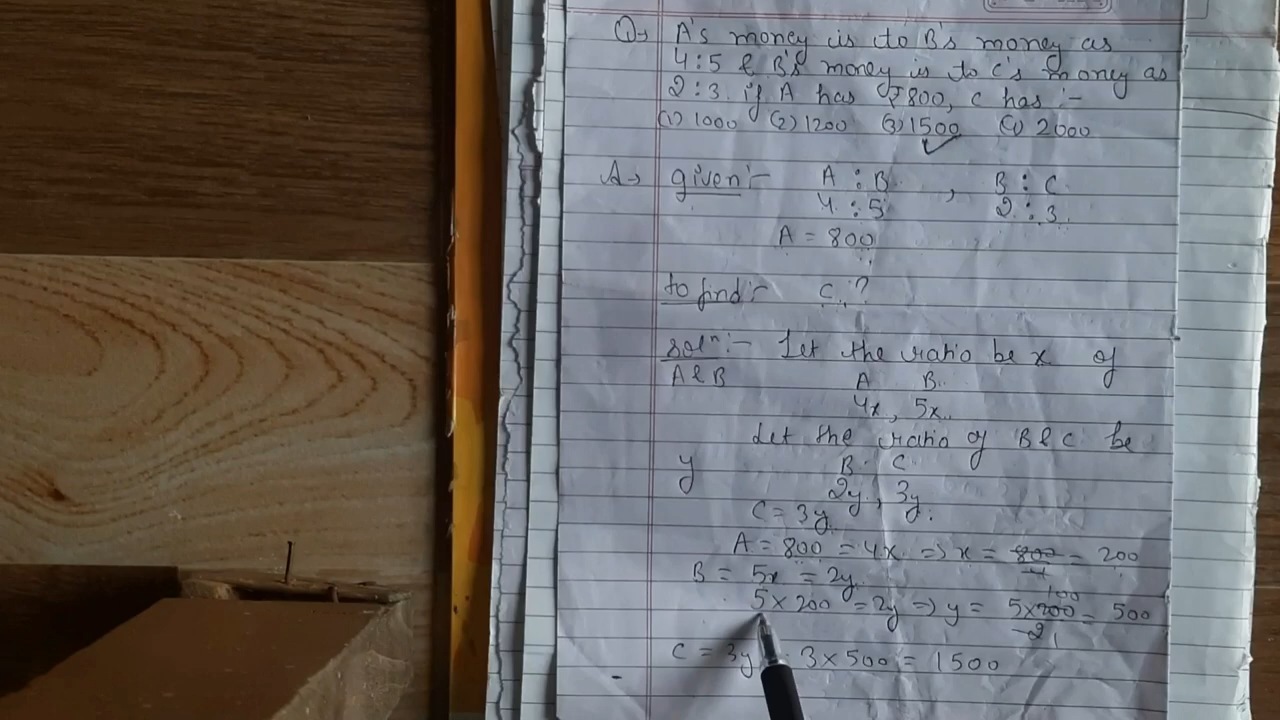 Q→ A's money is to B's money as
4:5 & B's money is to C's money as
2:3. if A has ₹800, C has :-
(1) 1000 (2) 1200 (3) 1500 (4) 2000
A→ given:- A : B , B : C
4 : 5 2 : 3
A = 800
to find:- C ?
soln:- Let the ratio be x of
A & B A B
4x, 5x
Let the ratio of B & C be
y B C
2y, 3y.
C = 3y
A = 800 = 4x ⇒ x = 800/4 = 200
B = 5x = 2y
5 × 200 = 2y ⇒ y = 5×200/2 = 500
100
1
C = 3y 3 × 500 = 1500